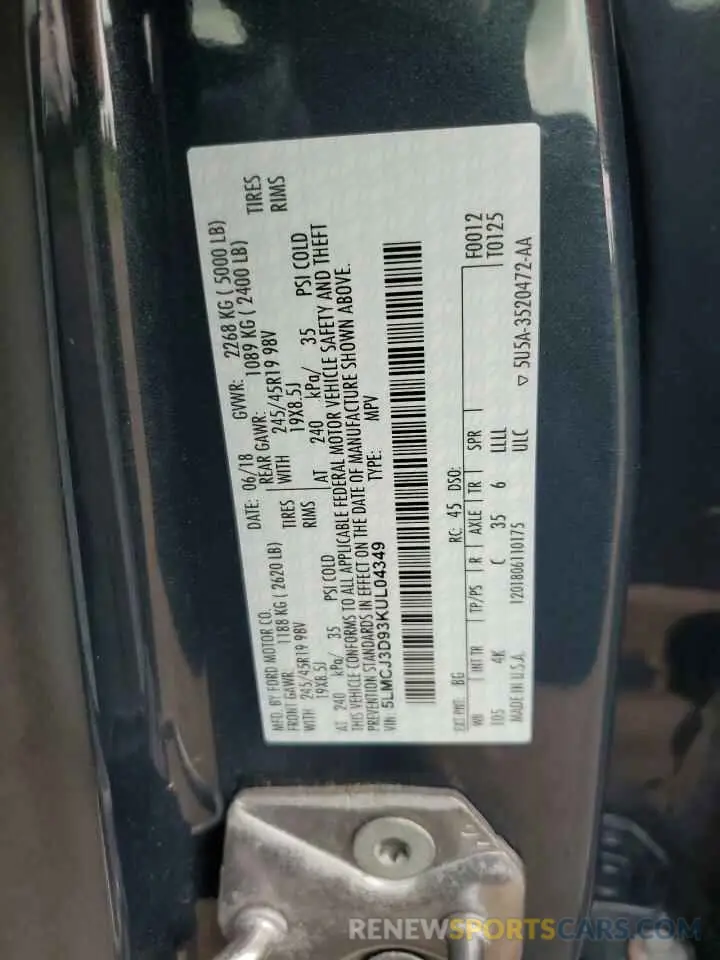 MFD. BY FORD MOTOR CO.
DATE: 06/18 GVWR: 2268 KG ( 5000 LB)
FRONT GAWR: 1188 KG ( 2620 LB) REAR GAWR: 1089 KG ( 2400 LB)
WITH 245/45R19 98V TIRES WITH 245/45R19 98V TIRES
19X8.5J RIMS 19X8.5J RIMS
AT 240 kPa/ 35 PSI COLD AT 240 kPa/ 35 PSI COLD
THIS VEHICLE CONFORMS TO ALL APPLICABLE FEDERAL MOTOR VEHICLE SAFETY AND THEFT
PREVENTION STANDARDS IN EFFECT ON THE DATE OF MANUFACTURE SHOWN ABOVE.
VIN: 5LMCJ3D93KUL04349 TYPE: MPV
EXT PNT: BG RC: 45 DSO: F0012
WB INT TR TP/PS R AXLE TR SPR T0125
105 4K C 35 6 LLLL
MADE IN U.S.A. 1201806110175 ULC ▽ 5U5A-3520472-AA
RENEWSPORTSCARS.COM